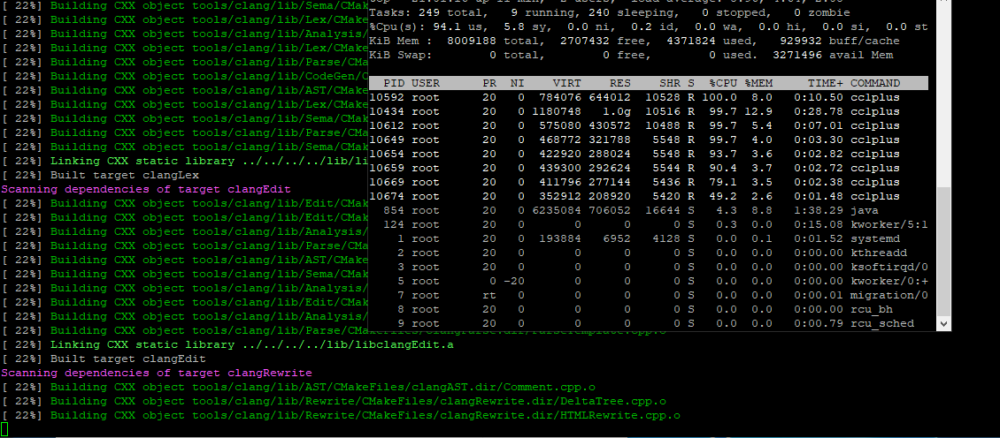 [ 22%] Building CXX object tools/clang/lib/Sema/CMake
[ 22%] Building CXX object tools/clang/lib/Lex/CMake
[ 22%] Building CXX object tools/clang/lib/Analysis/
[ 22%] Building CXX object tools/clang/lib/Lex/CMake
[ 22%] Building CXX object tools/clang/lib/Parse/CMa
[ 22%] Building CXX object tools/clang/lib/CodeGen/C
[ 22%] Building CXX object tools/clang/lib/AST/CMake
[ 22%] Building CXX object tools/clang/lib/Lex/CMake
[ 22%] Building CXX object tools/clang/lib/Sema/CMak
[ 22%] Building CXX object tools/clang/lib/Parse/CMa
[ 22%] Building CXX object tools/clang/lib/Sema/CMak
[ 22%] Linking CXX static library ../../../../lib/li
[ 22%] Built target clangLex
Scanning dependencies of target clangEdit
[ 22%] Building CXX object tools/clang/lib/Edit/CMak
[ 22%] Building CXX object tools/clang/lib/Edit/CMak
[ 22%] Building CXX object tools/clang/lib/Analysis/
[ 22%] Building CXX object tools/clang/lib/Parse/CMa
[ 22%] Building CXX object tools/clang/lib/AST/CMake
[ 22%] Building CXX object tools/clang/lib/Sema/CMak
[ 22%] Building CXX object tools/clang/lib/Analysis/
[ 22%] Building CXX object tools/clang/lib/Edit/CMak
[ 22%] Building CXX object tools/clang/lib/Analysis/
[ 22%] Building CXX object tools/clang/lib/Parse/CMakeFiles/clangParse.dir/ParseTemplate.cpp.o
[ 22%] Linking CXX static library ../../../../lib/libclangEdit.a
[ 22%] Built target clangEdit
Scanning dependencies of target clangRewrite
[ 22%] Building CXX object tools/clang/lib/AST/CMakeFiles/clangAST.dir/Comment.cpp.o
[ 22%] Building CXX object tools/clang/lib/Rewrite/CMakeFiles/clangRewrite.dir/DeltaTree.cpp.o
[ 22%] Building CXX object tools/clang/lib/Rewrite/CMakeFiles/clangRewrite.dir/HTMLRewrite.cpp.o
Tasks: 249 total, 9 running, 240 sleeping, 0 stopped, 0 zombie
%Cpu(s): 94.1 us, 5.8 sy, 0.0 ni, 0.2 id, 0.0 wa, 0.0 hi, 0.0 si, 0.0 st
KiB Mem : 8009188 total, 2707432 free, 4371824 used, 929932 buff/cache
KiB Swap: 0 total, 0 free, 0 used. 3271496 avail Mem
PID USER PR NI VIRT RES SHR S %CPU %MEM TIME+ COMMAND
10592 root 20 0 784076 644012 10528 R 100.0 8.0 0:10.50 cc1plus
10434 root 20 0 1180748 1.0g 10516 R 99.7 12.9 0:28.78 cc1plus
10612 root 20 0 575080 430572 10488 R 99.7 5.4 0:07.01 cc1plus
10649 root 20 0 468772 321788 5548 R 99.7 4.0 0:03.30 cc1plus
10654 root 20 0 422920 288024 5548 R 93.7 3.6 0:02.82 cc1plus
10659 root 20 0 439300 292624 5544 R 90.4 3.7 0:02.72 cc1plus
10669 root 20 0 411796 277144 5436 R 79.1 3.5 0:02.38 cc1plus
10674 root 20 0 352912 208920 5420 R 49.2 2.6 0:01.48 cc1plus
854 root 20 0 6235084 706052 16644 S 4.3 8.8 1:38.29 java
124 root 20 0 0 0 0 S 0.3 0.0 0:15.08 kworker/5:1
1 root 20 0 193884 6952 4128 S 0.0 0.1 0:01.52 systemd
2 root 20 0 0 0 0 S 0.0 0.0 0:00.00 kthreadd
3 root 20 0 0 0 0 S 0.0 0.0 0:00.00 ksoftirqd/0
5 root 0 -20 0 0 0 S 0.0 0.0 0:00.00 kworker/0:+
7 root rt 0 0 0 0 S 0.0 0.0 0:00.01 migration/0
8 root 20 0 0 0 0 S 0.0 0.0 0:00.00 rcu_bh
9 root 20 0 0 0 0 S 0.0 0.0 0:00.79 rcu_sched